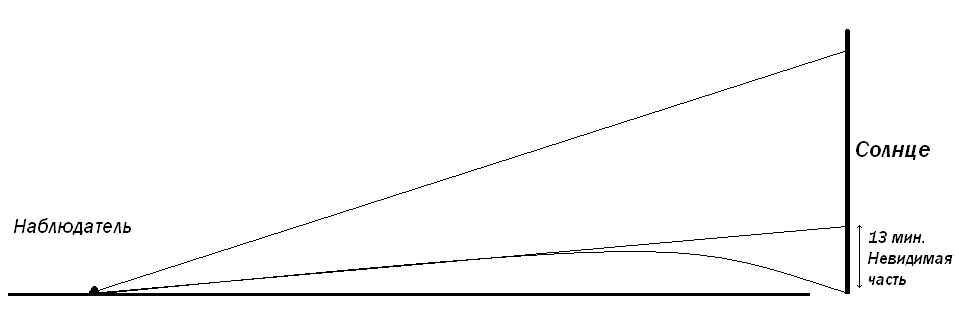 Солнце
Наблюдатель
13 мин.
Невидимая
часть